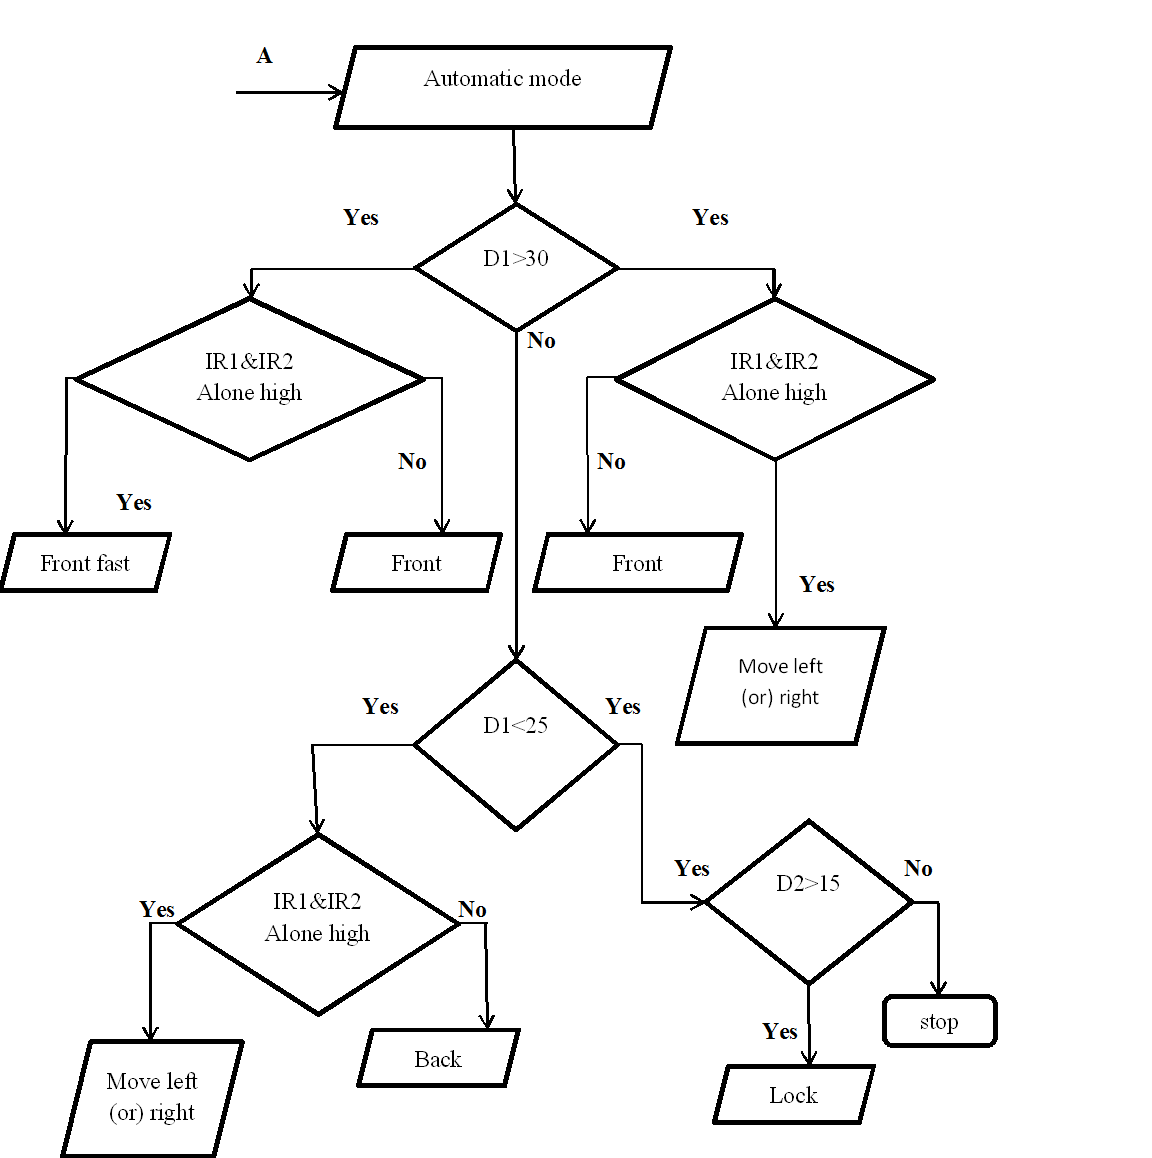 A
Automatic mode
Yes
Yes
D1>30
No
IR1&IR2
Alone high
IR1&IR2
Alone high
No
No
Yes
Front fast
Front
Front
Yes
Move left
(or) right
Yes
Yes
D1<25
Yes
D2>15
No
IR1&IR2
Alone high
Yes
No
stop
Yes
Back
Move left
(or) right
Lock